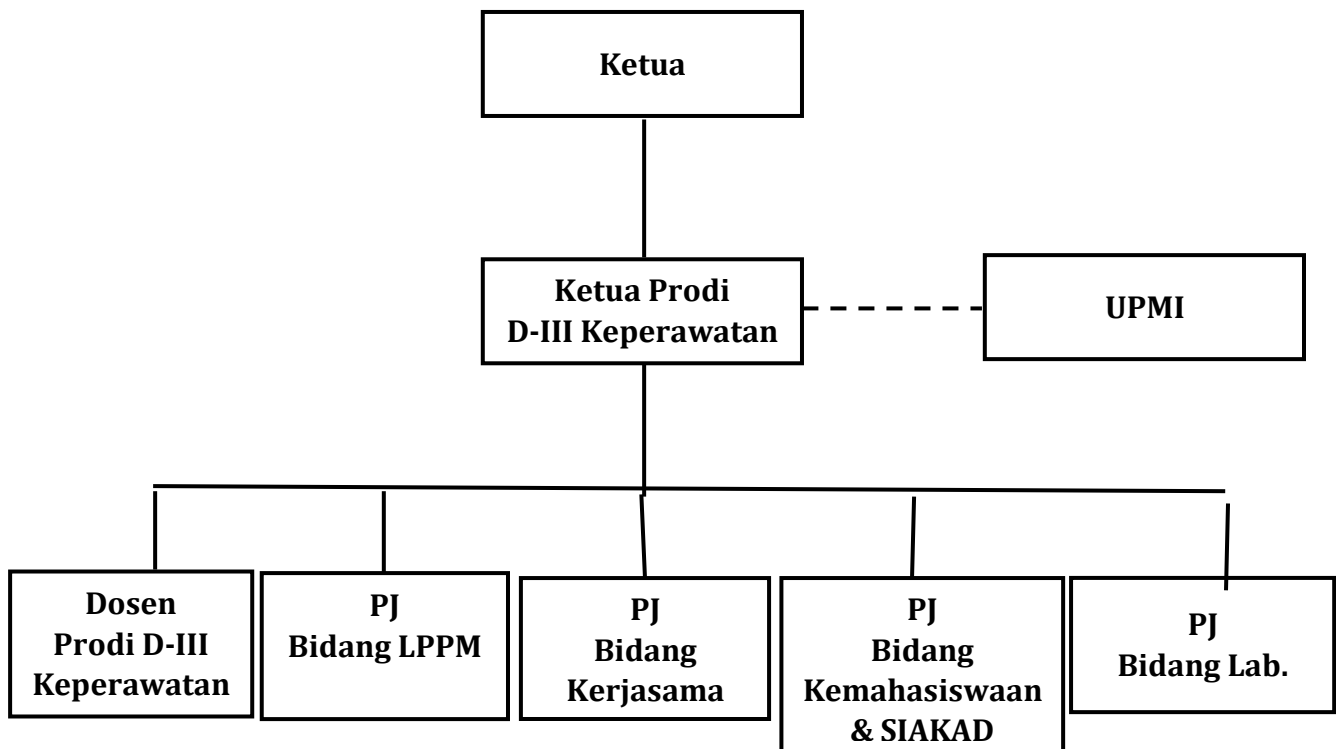 Ketua
Ketua Prodi
D-III Keperawatan
UPMI
Dosen
Prodi D-III
Keperawatan
PJ
Bidang LPPM
PJ
Bidang
Kerjasama
PJ
Bidang
Kemahasiswaan
& SIAKAD
PJ
Bidang Lab.